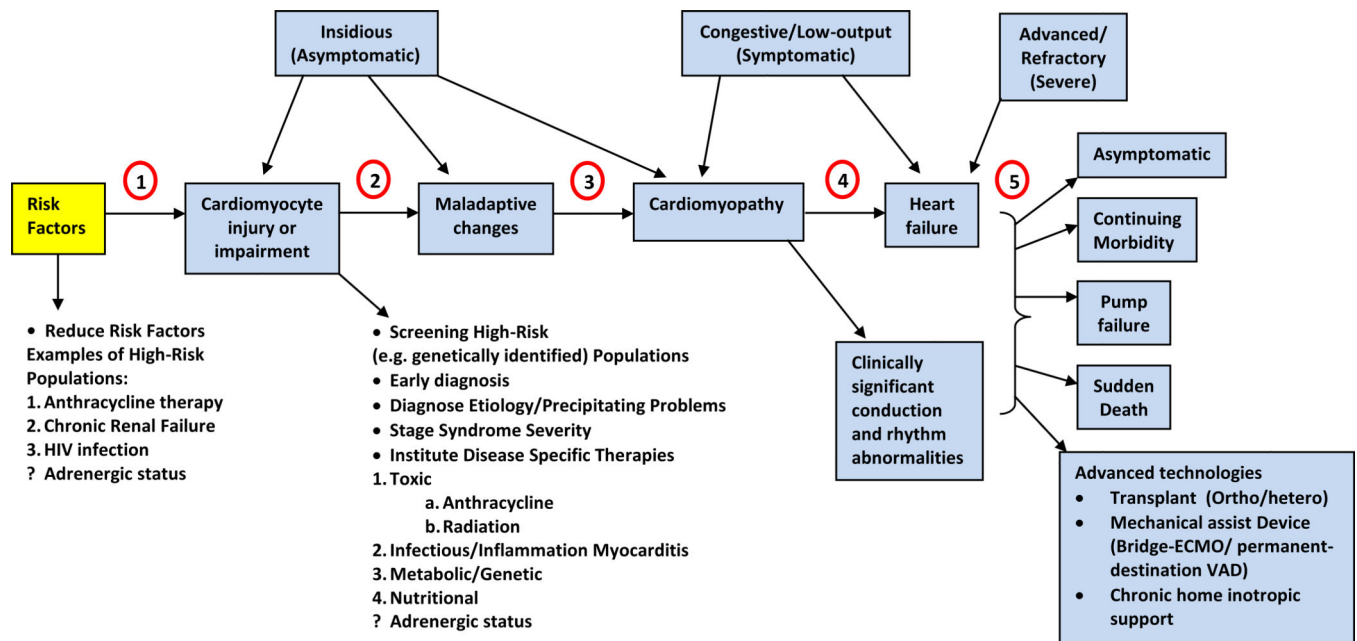 Insidious
(Asymptomatic)
Congestive/Low-output
(Symptomatic)
Advanced/
Refractory
(Severe)
1
2
3
4
5
Risk
Factors
Cardiomyocyte
injury or
impairment
Maladaptive
changes
Cardiomyopathy
Heart
failure
Asymptomatic
Continuing
Morbidity
Pump
failure
Sudden
Death
• Reduce Risk Factors
Examples of High-Risk
Populations:
1. Anthracycline therapy
2. Chronic Renal Failure
3. HIV infection
? Adrenergic status
• Screening High-Risk
(e.g. genetically identified) Populations
• Early diagnosis
• Diagnose Etiology/Precipitating Problems
• Stage Syndrome Severity
• Institute Disease Specific Therapies
1. Toxic
a. Anthracycline
b. Radiation
2. Infectious/Inflammation Myocarditis
3. Metabolic/Genetic
4. Nutritional
? Adrenergic status
Clinically
significant
conduction
and rhythm
abnormalities
Advanced technologies
• Transplant (Ortho/hetero)
• Mechanical assist Device
(Bridge-ECMO/ permanent-
destination VAD)
• Chronic home inotropic
support